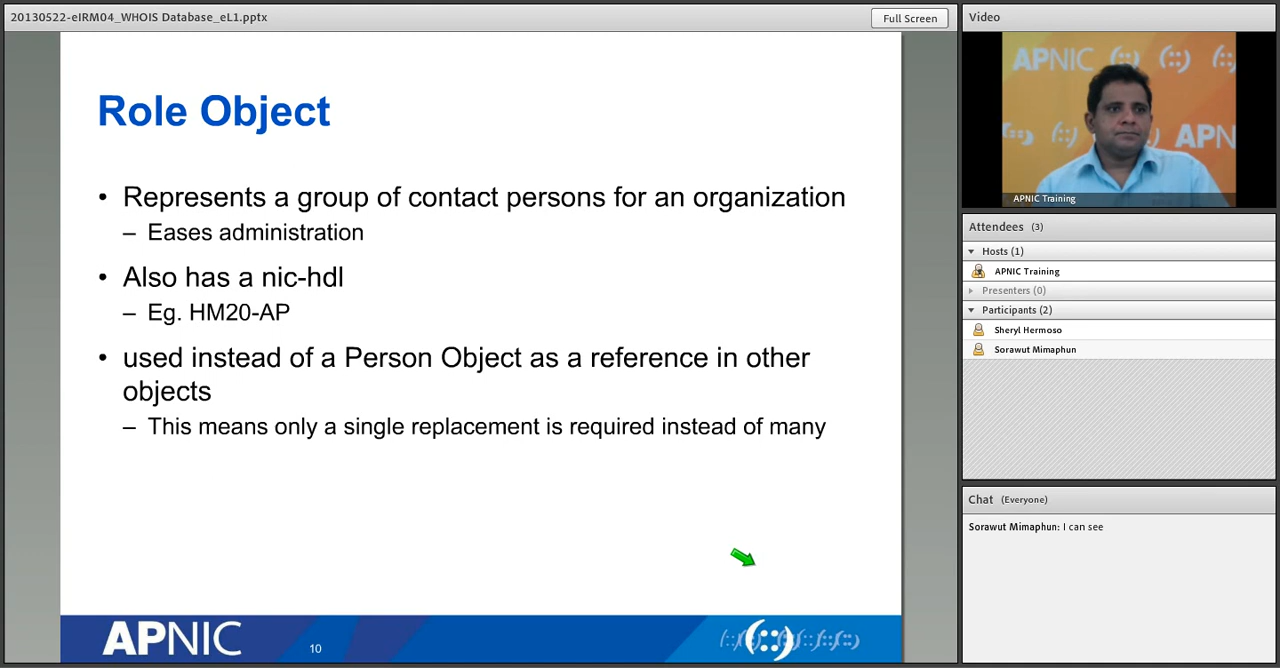 20130522-eIRM04_WHOIS Database_eL1.pptx
Full Screen
Role Object
• Represents a group of contact persons for an organization
– Eases administration
• Also has a nic-hdl
– Eg. HM20-AP
• used instead of a Person Object as a reference in other
objects
– This means only a single replacement is required instead of many
APNIC
10
Video
APNIC
APN
APNIC Training
Attendees (3)
Hosts (1)
APNIC Training
Presenters (0)
Participants (2)
Sheryl Hermoso
Sorawut Mimaphun
Chat (Everyone)
Sorawut Mimaphun: I can see